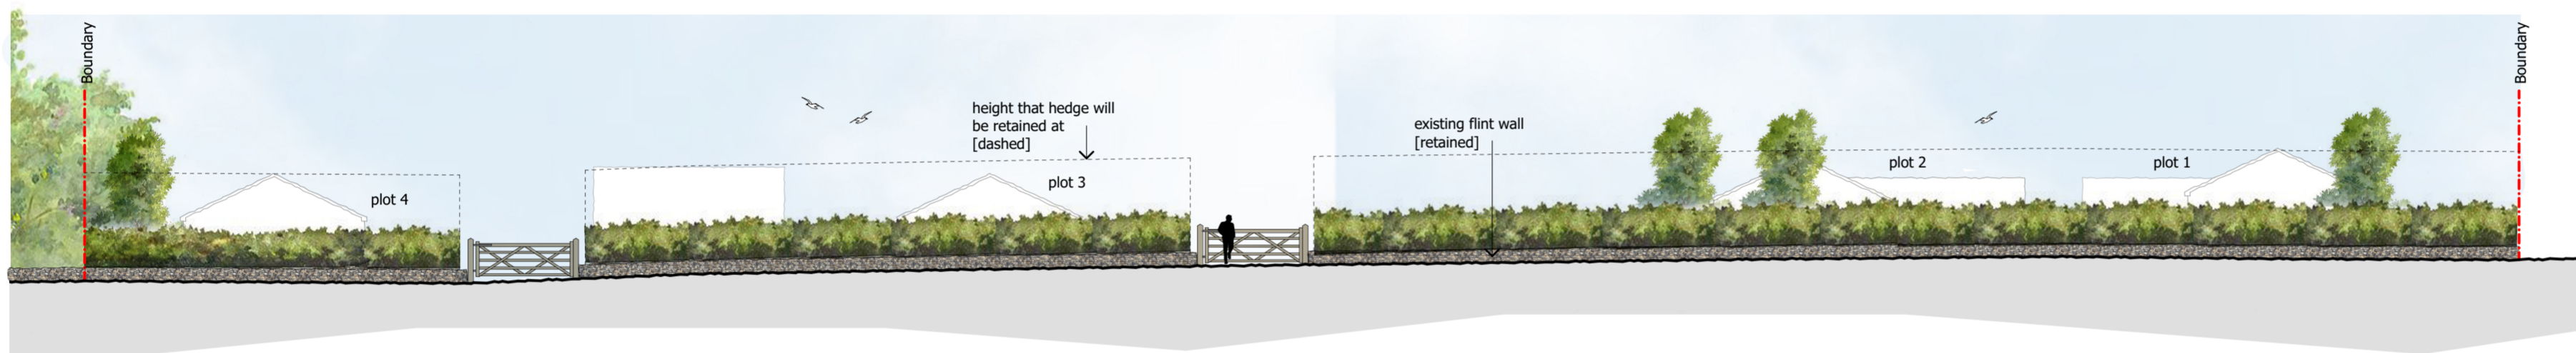 Boundary
plot 4
height that hedge will
be retained at
[dashed]
plot 3
existing flint wall
[retained]
plot 2
plot 1
Boundary